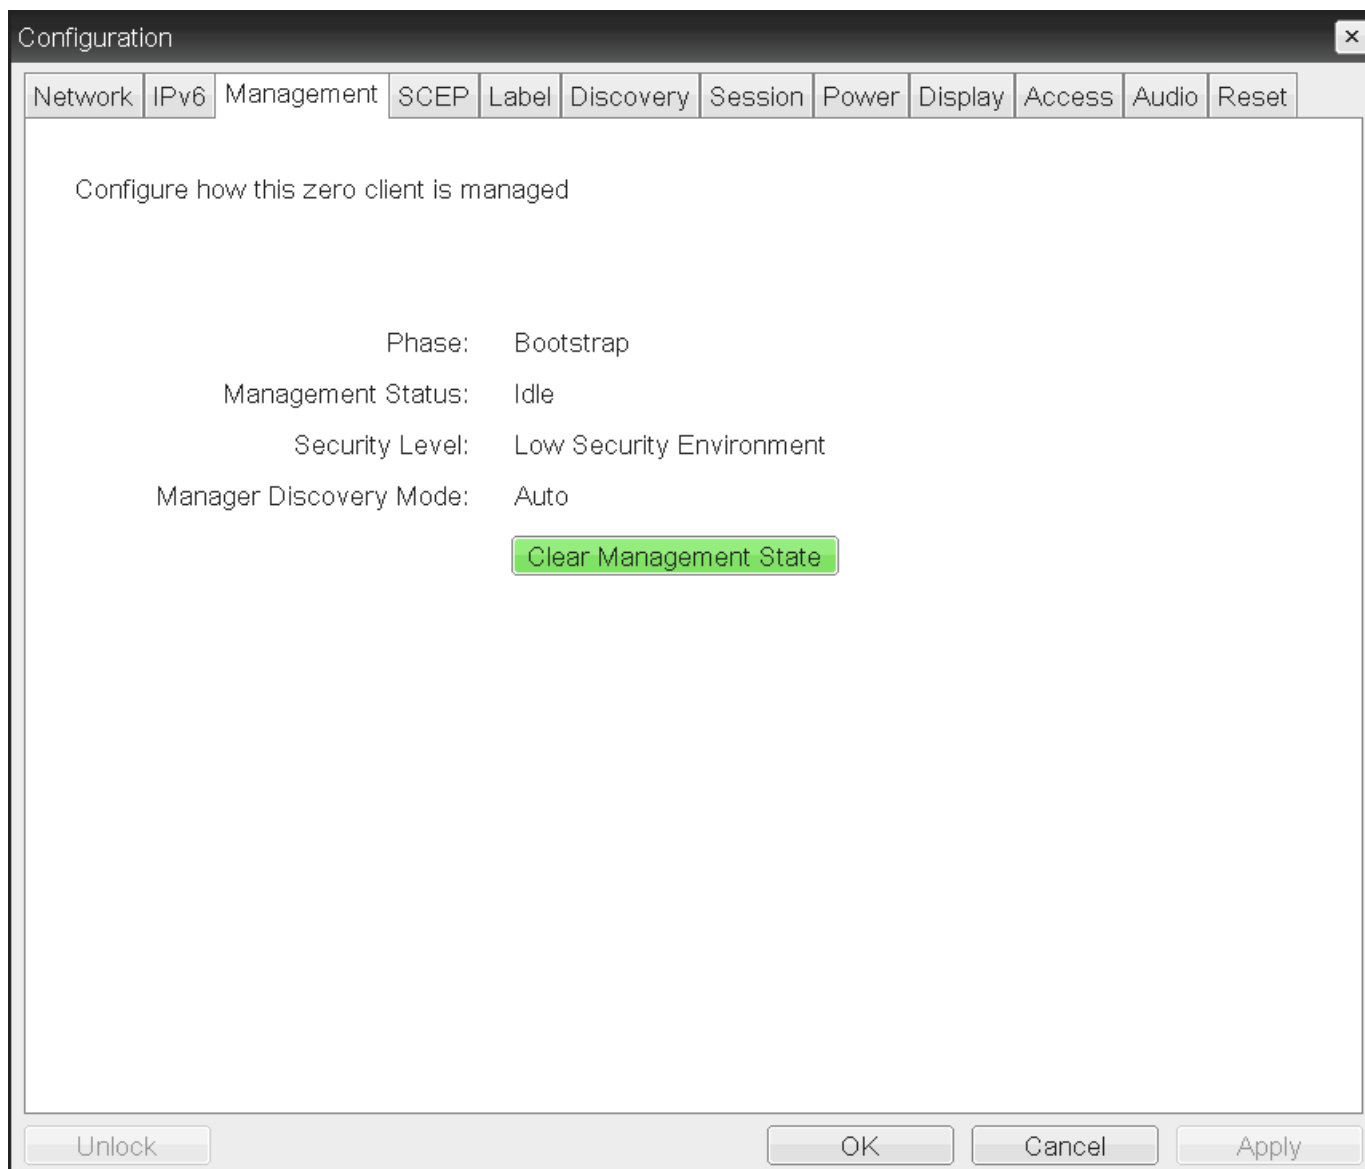 Configuration
Network IPv6 Management SCEP Label Discovery Session Power Display Access Audio Reset
Configure how this zero client is managed
Phase: Bootstrap
Management Status: Idle
Security Level: Low Security Environment
Manager Discovery Mode: Auto
Clear Management State
Unlock OK Cancel Apply